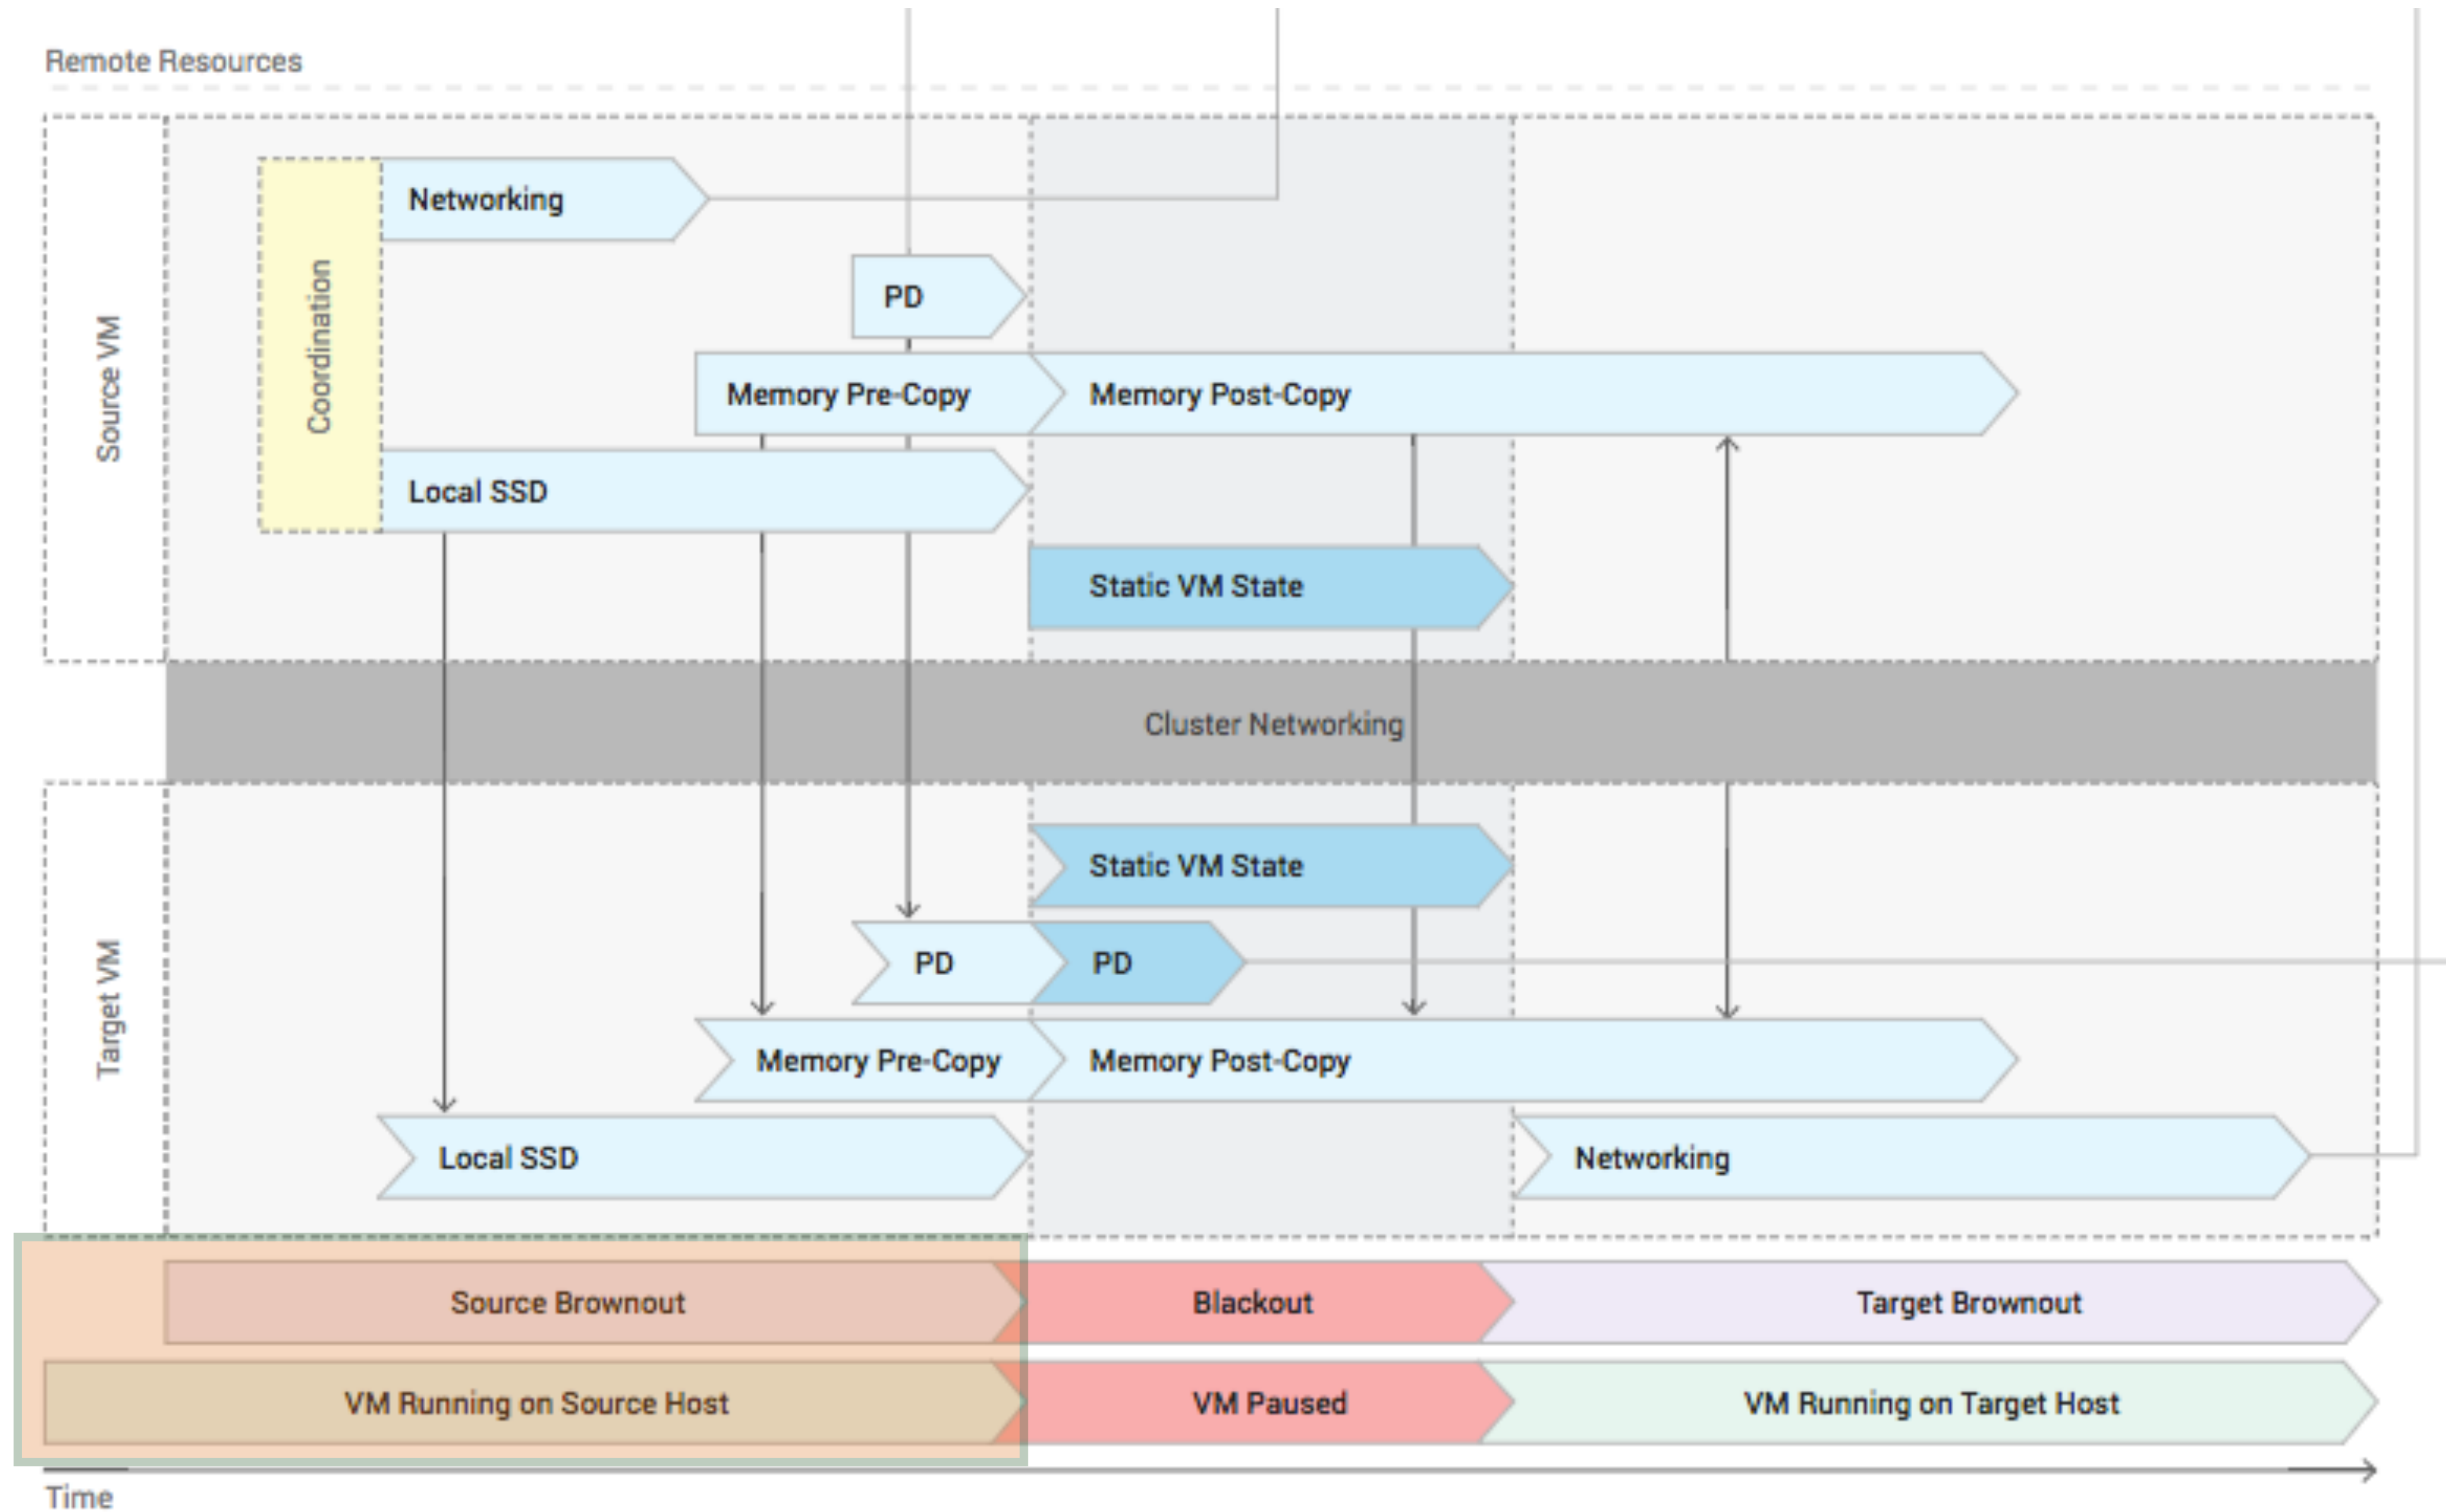 Remote Resources
Source VM
Coordination
Networking
PD
Memory Pre-Copy
Memory Post-Copy
Local SSD
Static VM State
Cluster Networking
Target VM
Static VM State
PD
PD
Memory Pre-Copy
Memory Post-Copy
Local SSD
Networking
Source Brownout
Blackout
Target Brownout
VM Running on Source Host
VM Paused
VM Running on Target Host
Time